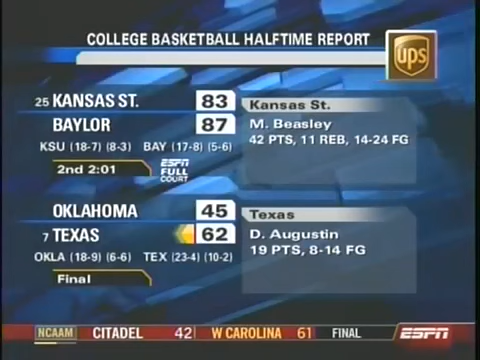 COLLEGE BASKETBALL HALFTIME REPORT
ups
25 KANSAS ST. 83
BAYLOR 87
KSU (18-7) (8-3) BAY (17-8) (5-6)
2nd 2:01
ESPN
FULL
COURT
Kansas St.
M. Beasley
42 PTS, 11 REB, 14-24 FG
OKLAHOMA 45
7 TEXAS 62
OKLA (18-9) (6-6) TEX (23-4) (10-2)
Final
Texas
D. Augustin
19 PTS, 8-14 FG
NCAAM CITADEL 42 W CAROLINA 61 FINAL ESPN